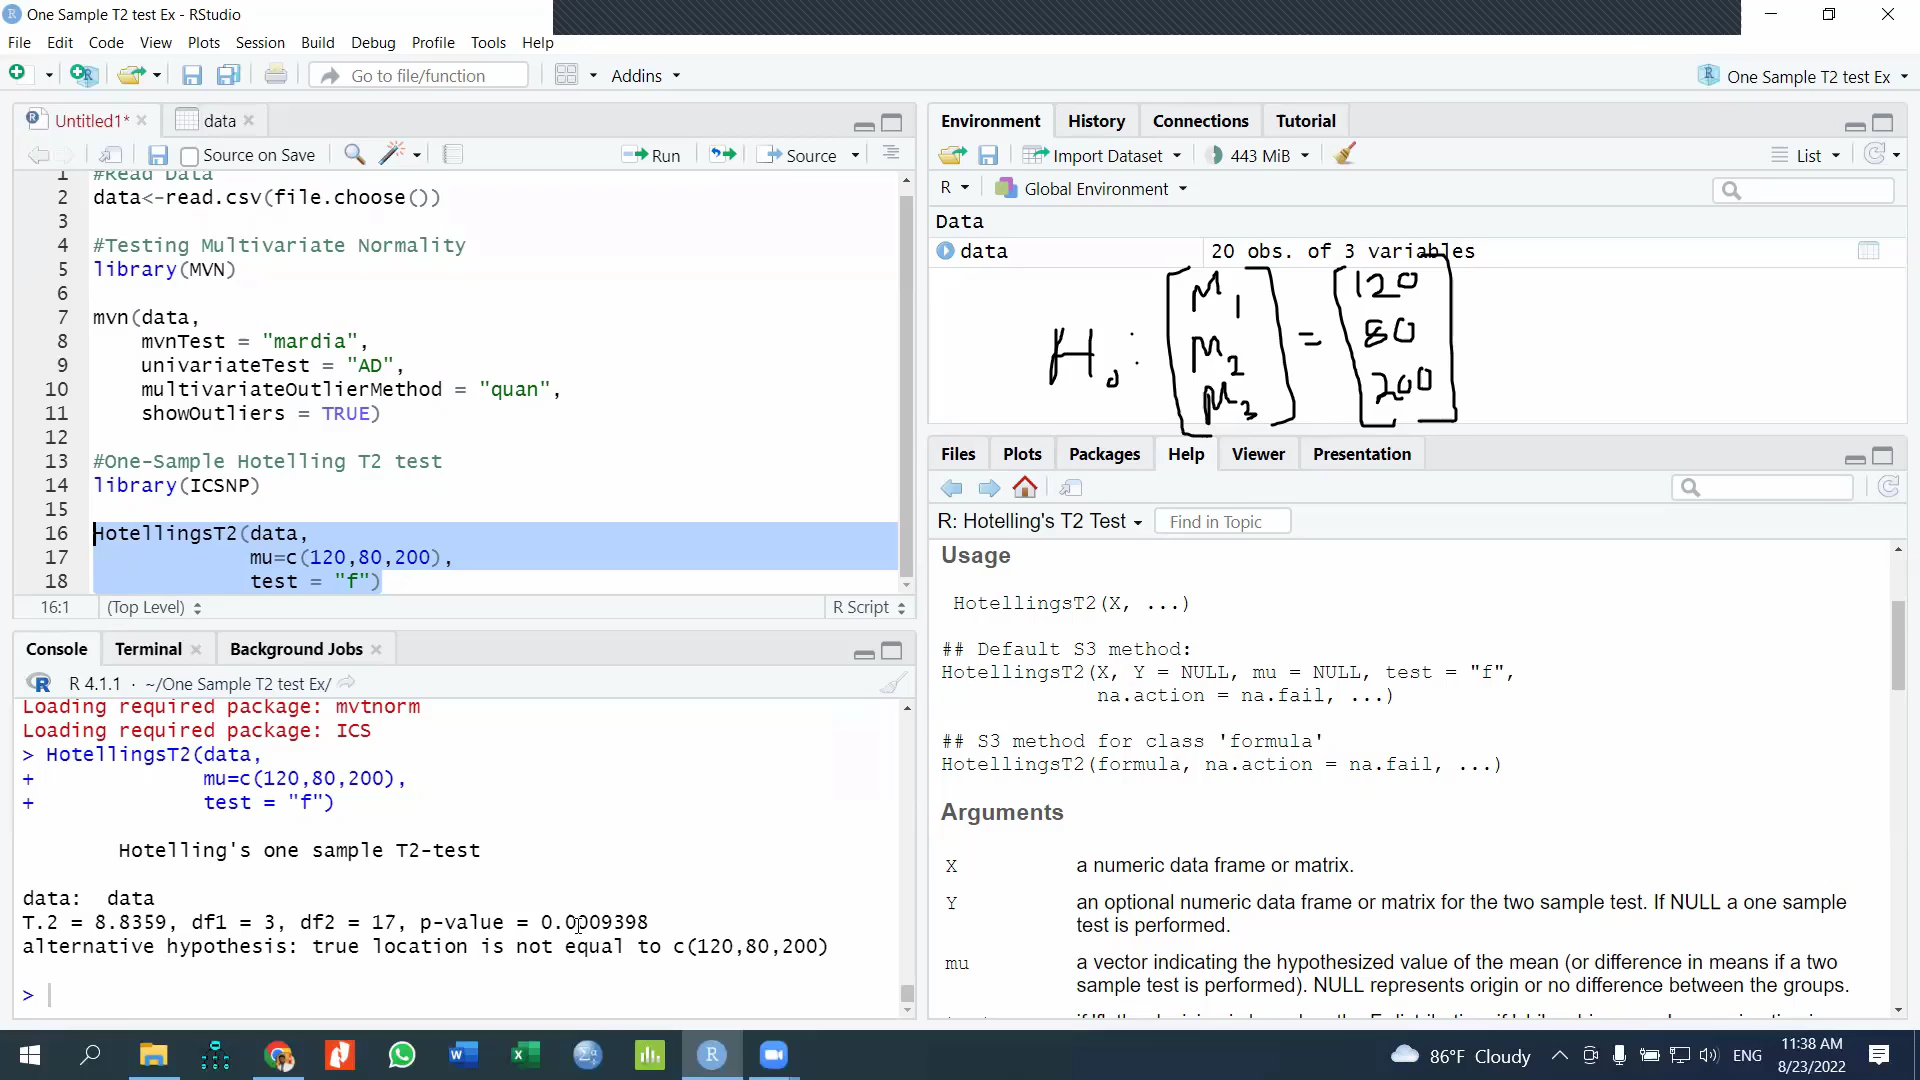 One Sample T2 test Ex - RStudio
File Edit Code View Plots Session Build Debug Profile Tools Help
Go to file/function Addins One Sample T2 test Ex
Untitled1* data
Source on Save Run Source
1 #Read Data
2 data<-read.csv(file.choose())
3
4 #Testing Multivariate Normality
5 library(MVN)
6
7 mvn(data,
8 mvnTest = "mardia",
9 univariateTest = "AD",
10 multivariateOutlierMethod = "quan",
11 showOutliers = TRUE)
12
13 #One-Sample Hotelling T2 test
14 library(ICSNP)
15
16 HotellingsT2(data,
17 mu=c(120,80,200),
18 test = "f")
16:1 (Top Level) R Script
Console Terminal Background Jobs
R 4.1.1 · ~/One Sample T2 test Ex/
Loading required package: mvtnorm
Loading required package: ICS
> HotellingsT2(data,
+ mu=c(120,80,200),
+ test = "f")
Hotelling's one sample T2-test
data: data
T.2 = 8.8359, df1 = 3, df2 = 17, p-value = 0.0009398
alternative hypothesis: true location is not equal to c(120,80,200)
>
Environment History Connections Tutorial
Import Dataset 443 MiB List
R Global Environment
Data
data 20 obs. of 3 variables
M1 120
H0 : M2 = 80
M3 200
Files Plots Packages Help Viewer Presentation
R: Hotelling's T2 Test Find in Topic
Usage
HotellingsT2(X, ...)
## Default S3 method:
HotellingsT2(X, Y = NULL, mu = NULL, test = "f",
na.action = na.fail, ...)
## S3 method for class 'formula'
HotellingsT2(formula, na.action = na.fail, ...)
Arguments
X a numeric data frame or matrix.
Y an optional numeric data frame or matrix for the two sample test. If NULL a one sample
test is performed.
mu a vector indicating the hypothesized value of the mean (or difference in means if a two
sample test is performed). NULL represents origin or no difference between the groups.
86°F Cloudy ENG 11:38 AM
8/23/2022